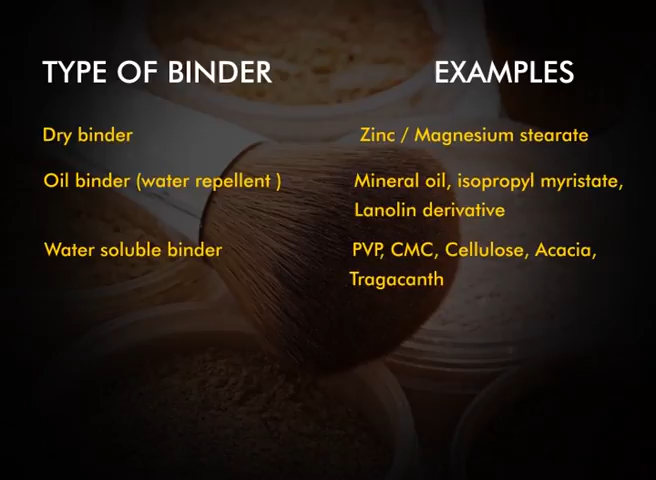 TYPE OF BINDER EXAMPLES
Dry binder Zinc / Magnesium stearate
Oil binder (water repellent ) Mineral oil, isopropyl myristate,
Lanolin derivative
Water soluble binder PVP, CMC, Cellulose, Acacia,
Tragacanth